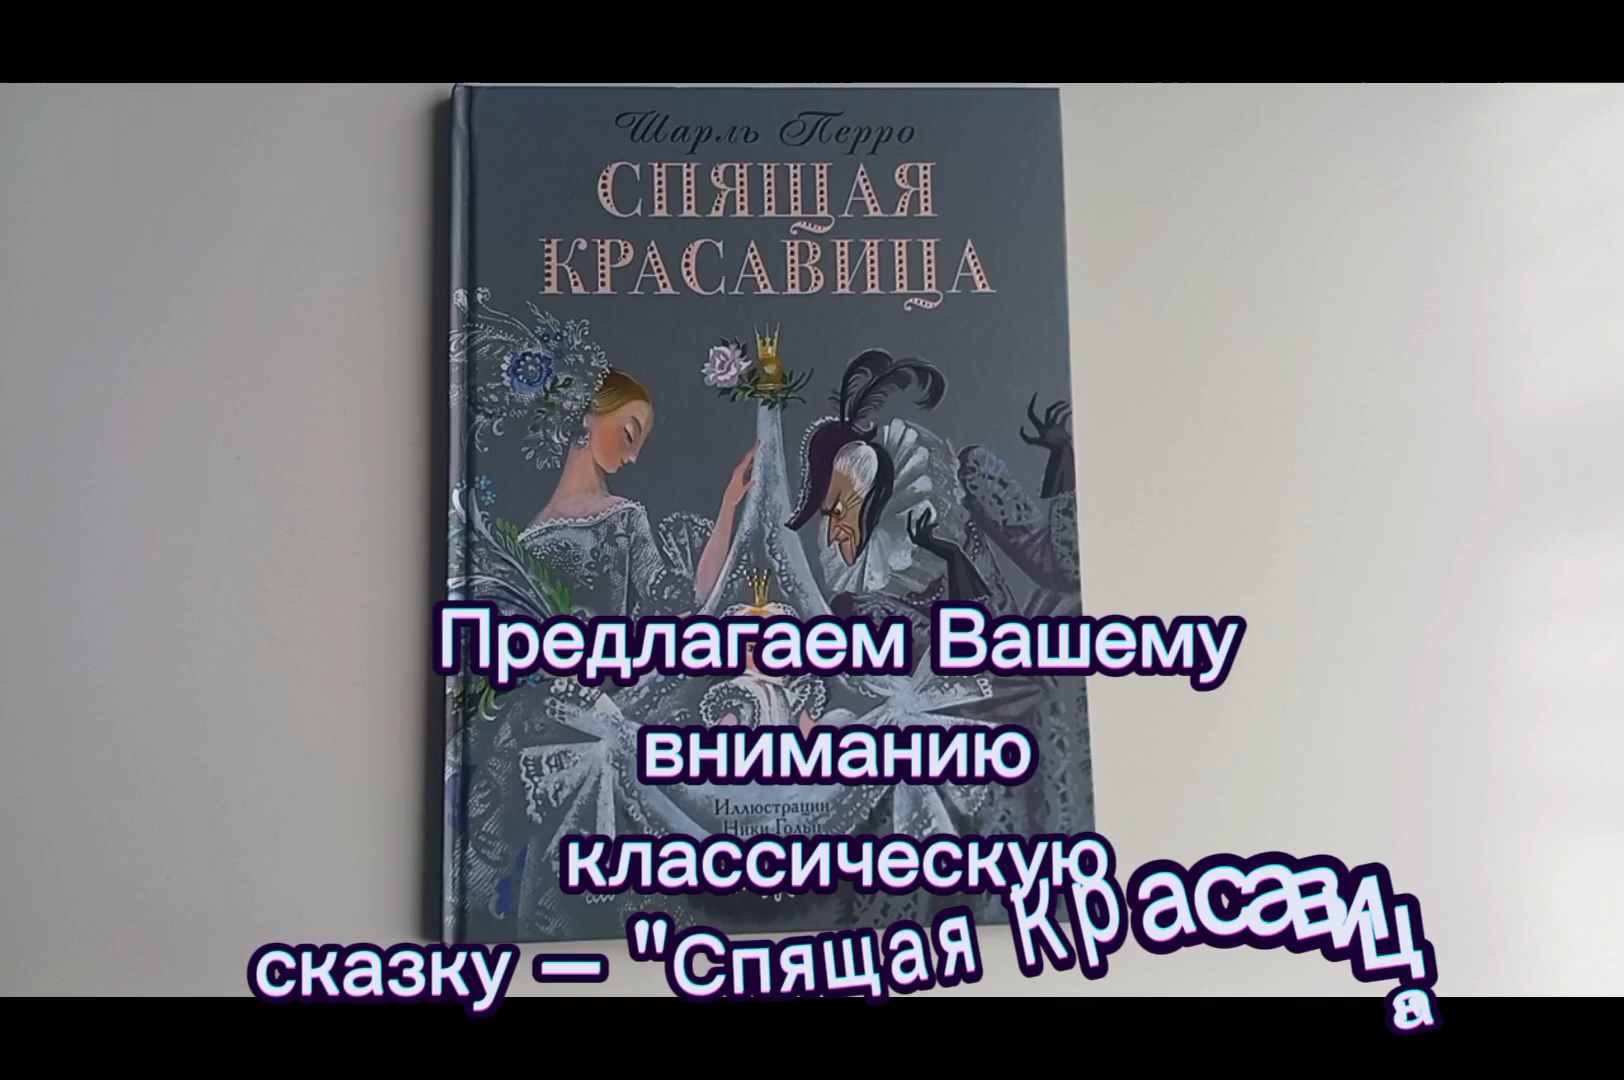 Шарль Перро
СПЯЩАЯ
КРАСАВИЦА
Предлагаем Вашему
вниманию
Иллюстрации
Ники Гольц
классическую
сказку — "Спящая Красавица